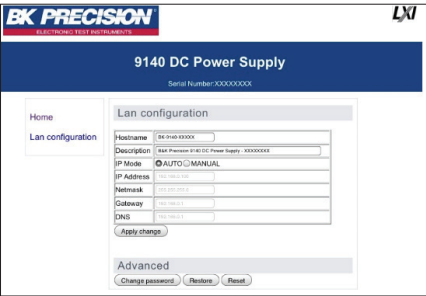 BK PRECISION
ELECTRONIC TEST INSTRUMENTS
LXI
9140 DC Power Supply
Serial Number:XXXXXXXX
Home
Lan configuration
Lan configuration
Hostname BK-9140-XXXXX
Description B&K Precision 9140 DC Power Supply - XXXXXXXX
IP Mode AUTO MANUAL
IP Address
Netmask
Gateway
DNS
Apply change
Advanced
Change password Restore Reset